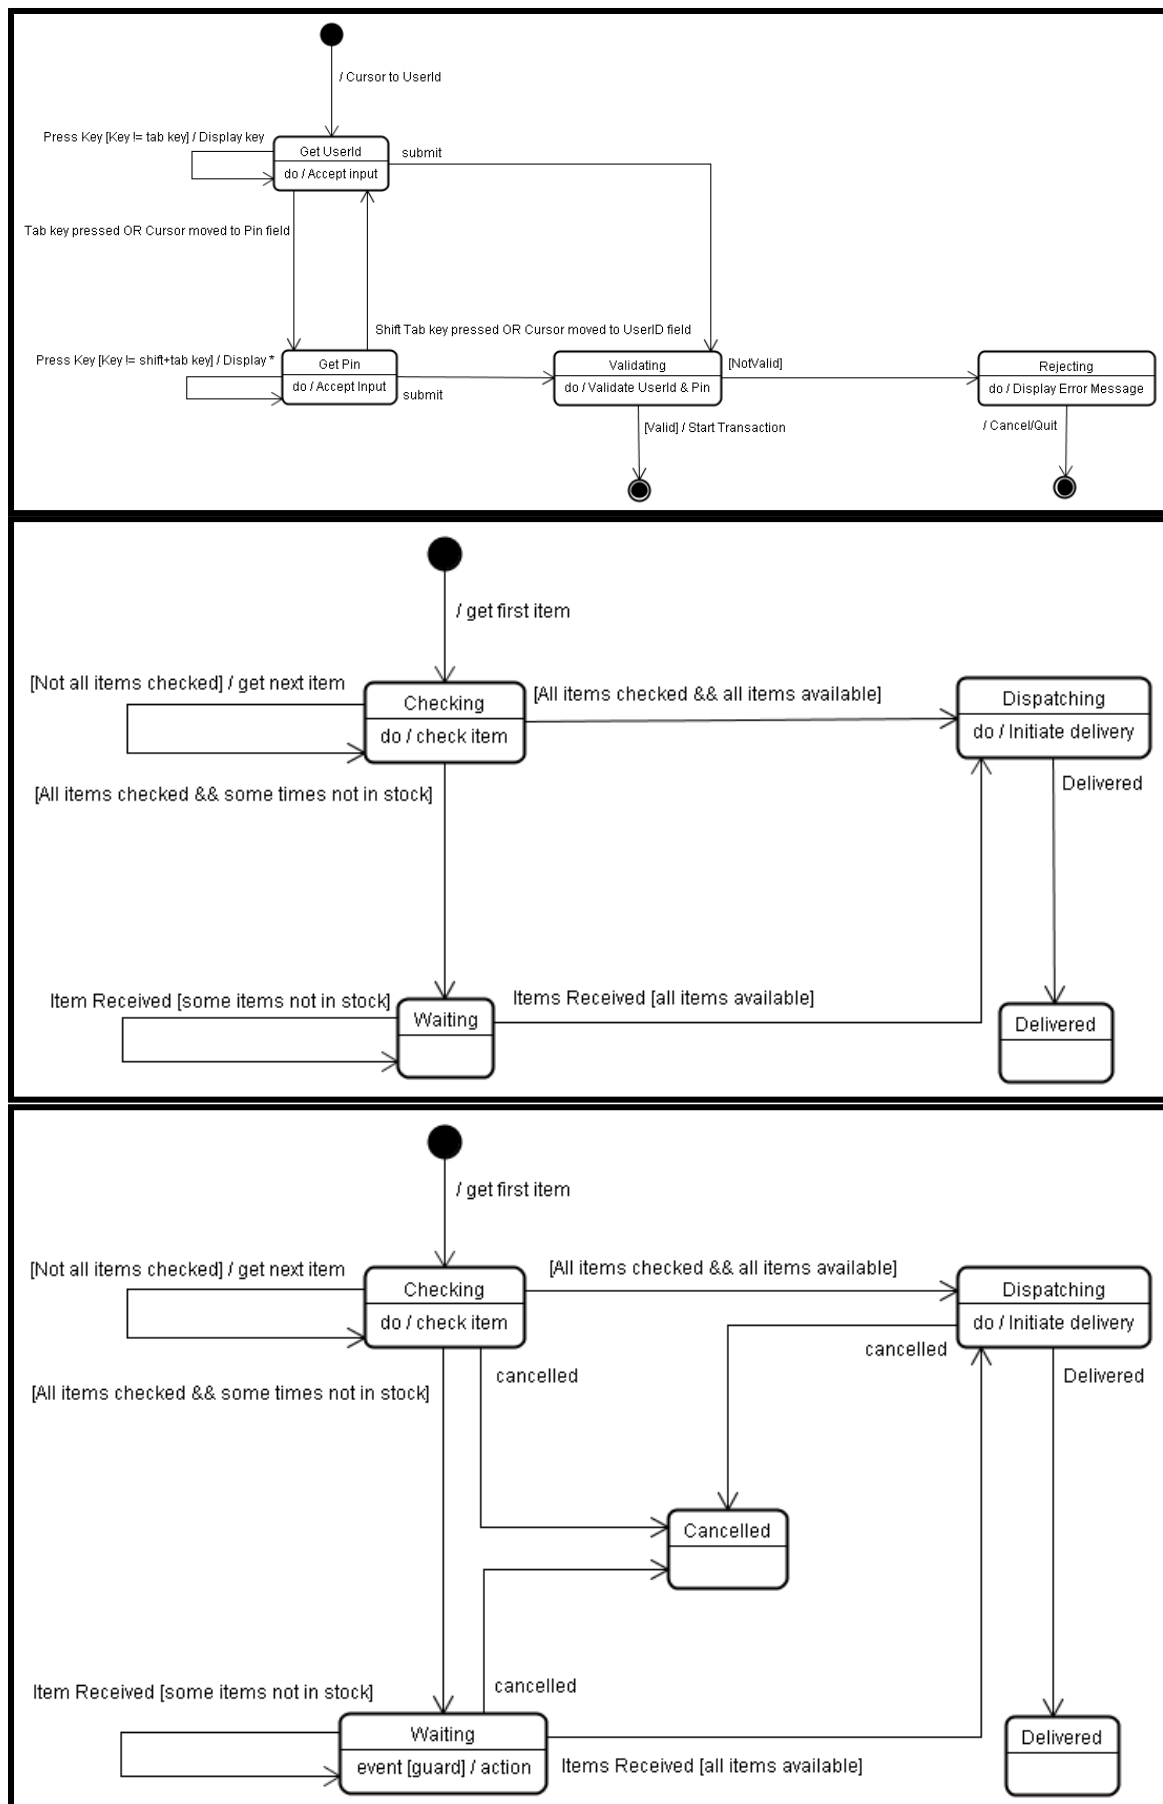 / Cursor to UserId
Press Key [Key != tab key] / Display key
Get UserId
do / Accept input
submit
Tab key pressed OR Cursor moved to Pin field
Shift Tab key pressed OR Cursor moved to UserID field
Press Key [Key != shift+tab key] / Display *
Get Pin
do / Accept Input
submit
Validating
do / Validate UserId & Pin
[NotValid]
Rejecting
do / Display Error Message
[Valid] / Start Transaction
/ Cancel/Quit
/ get first item
[Not all items checked] / get next item
Checking
do / check item
[All items checked && all items available]
Dispatching
do / Initiate delivery
[All items checked && some times not in stock]
Delivered
Item Received [some items not in stock]
Waiting
Items Received [all items available]
Delivered
/ get first item
[Not all items checked] / get next item
Checking
do / check item
[All items checked && all items available]
Dispatching
do / Initiate delivery
cancelled
[All items checked && some times not in stock]
cancelled
Delivered
Cancelled
cancelled
Item Received [some items not in stock]
Waiting
event [guard] / action
Items Received [all items available]
Delivered